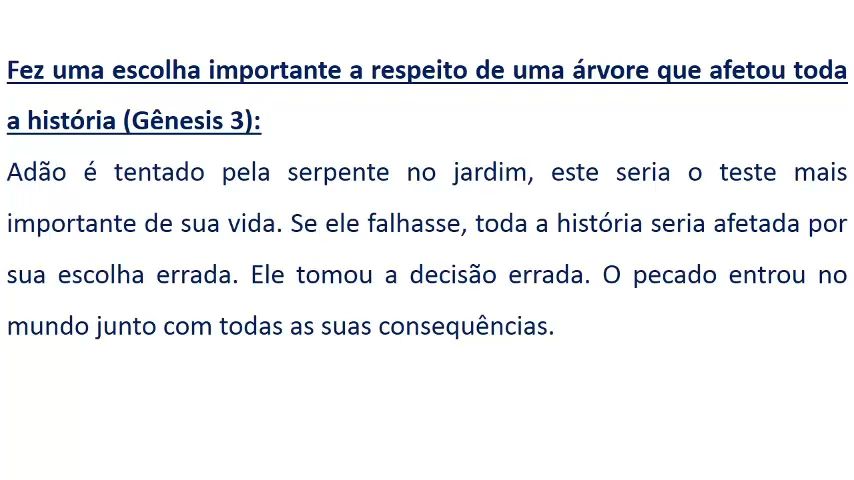 Fez uma escolha importante a respeito de uma árvore que afetou toda
a história (Gênesis 3):
Adão é tentado pela serpente no jardim, este seria o teste mais
importante de sua vida. Se ele falhasse, toda a história seria afetada por
sua escolha errada. Ele tomou a decisão errada. O pecado entrou no
mundo junto com todas as suas consequências.